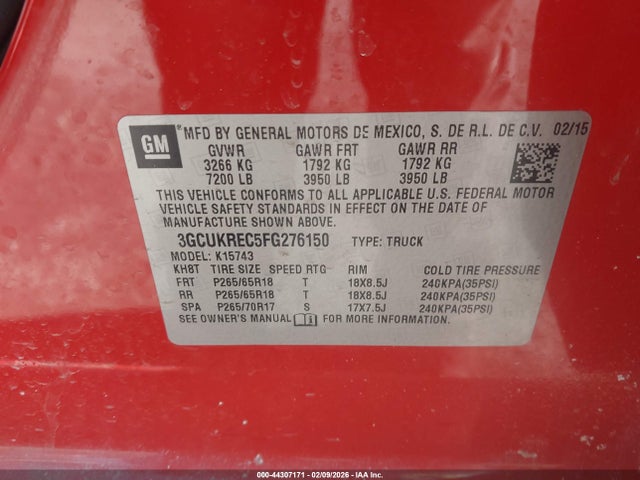 GM MFD BY GENERAL MOTORS DE MEXICO, S. DE R.L. DE C.V. 02/15
GVWR GAWR FRT GAWR RR
3266 KG 1792 KG 1792 KG
7200 LB 3950 LB 3950 LB
THIS VEHICLE CONFORMS TO ALL APPLICABLE U.S. FEDERAL MOTOR
VEHICLE SAFETY STANDARDS IN EFFECT ON THE DATE OF
MANUFACTURE SHOWN ABOVE.
3GCUKREC5FG276150 TYPE: TRUCK
MODEL: K15743
KH8T TIRE SIZE SPEED RTG RIM COLD TIRE PRESSURE
FRT P265/65R18 T 18X8.5J 240KPA(35PSI)
RR P265/65R18 T 18X8.5J 240KPA(35PSI)
SPA P265/70R17 S 17X7.5J 240KPA(35PSI)
SEE OWNER'S MANUAL FOR MORE INFORMATION.
000-44307171 - 02/09/2026 - IAAI.com